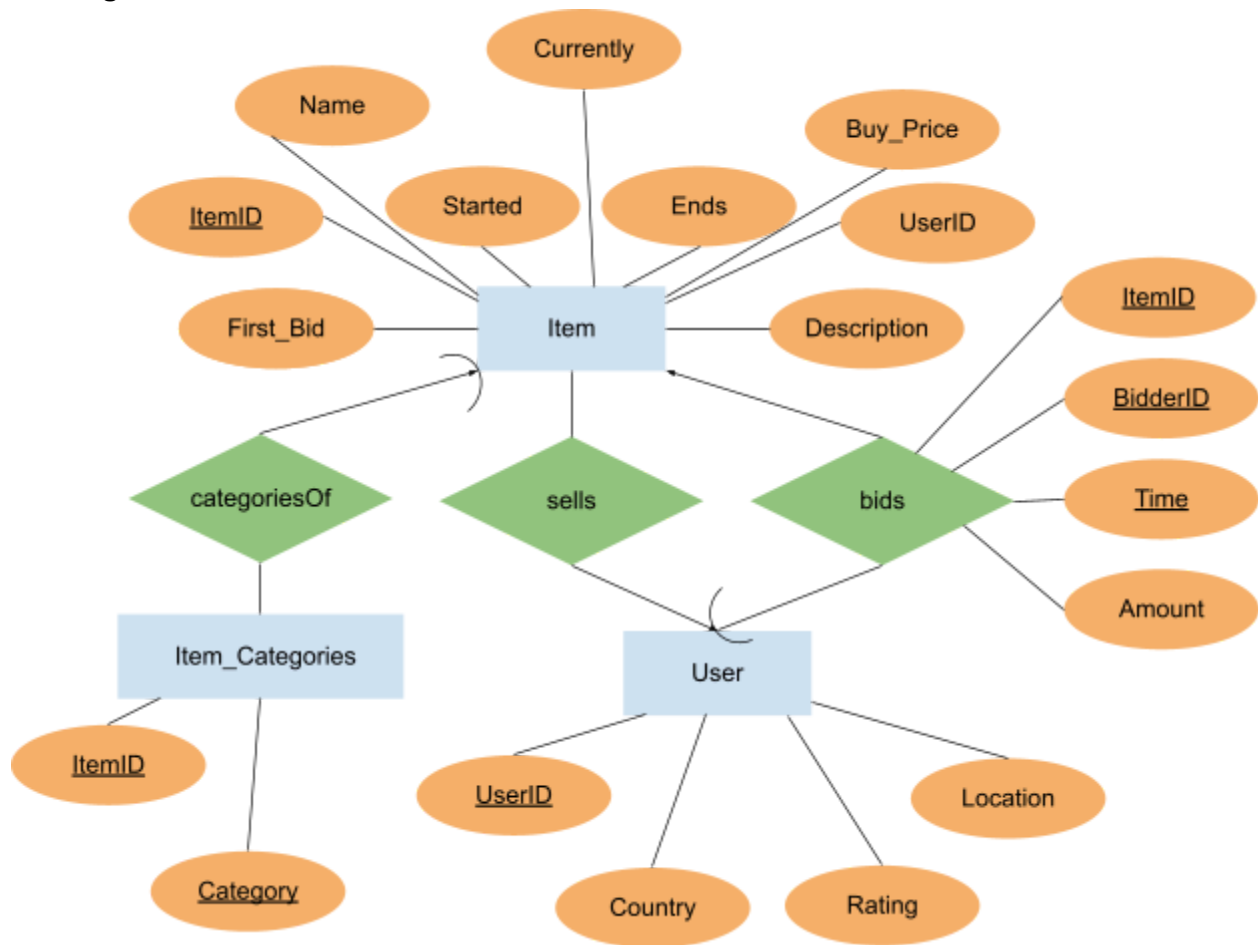 Currently
Name
Buy_Price
Started
Ends
ItemID
UserID
ItemID
First_Bid
Item
Description
BidderID
categoriesOf
sells
bids
Time
Amount
Item_Categories
User
ItemID
UserID
Location
Category
Country
Rating